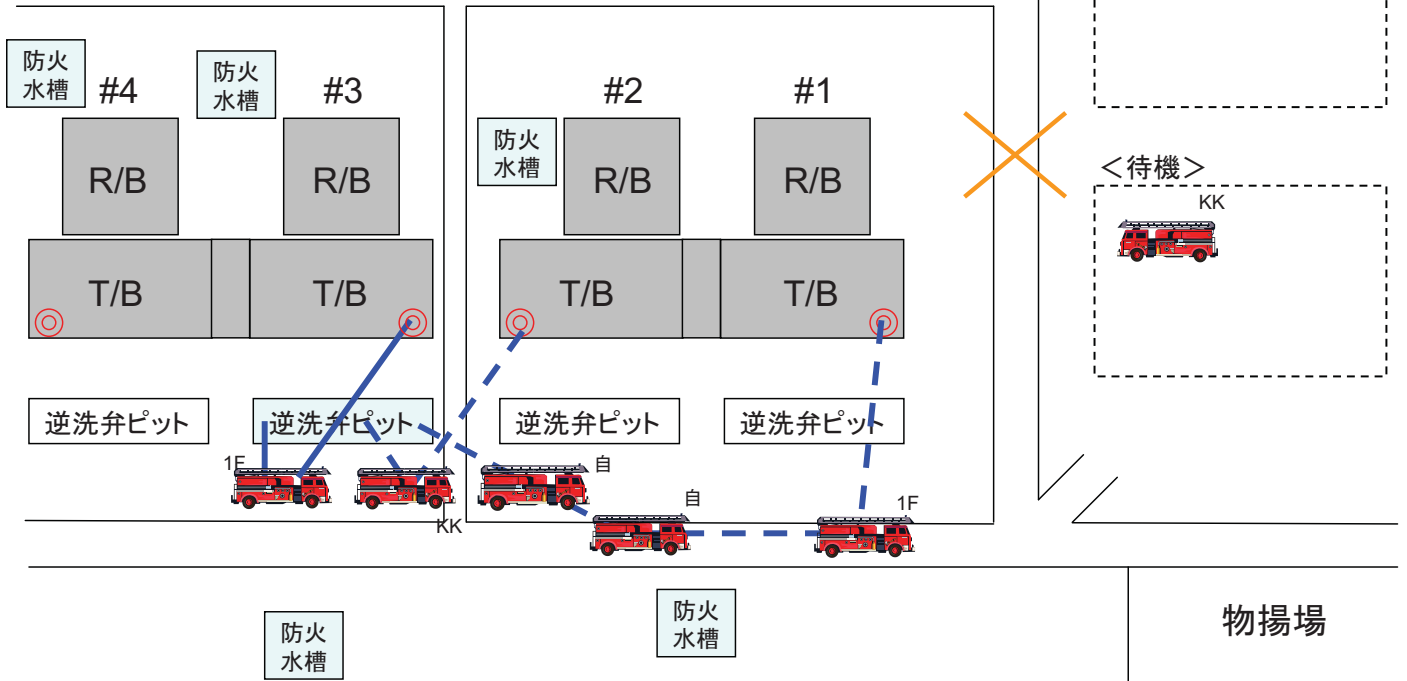 防火
水槽
#4
防火
水槽
#3
#2
#1
防火
水槽
R/B
R/B
R/B
R/B
<待機>
KK
T/B
T/B
T/B
T/B
逆洗弁ピット
逆洗弁ピット
逆洗弁ピット
逆洗弁ピット
1F
KK
自
自
1F
防火
水槽
防火
水槽
物揚場